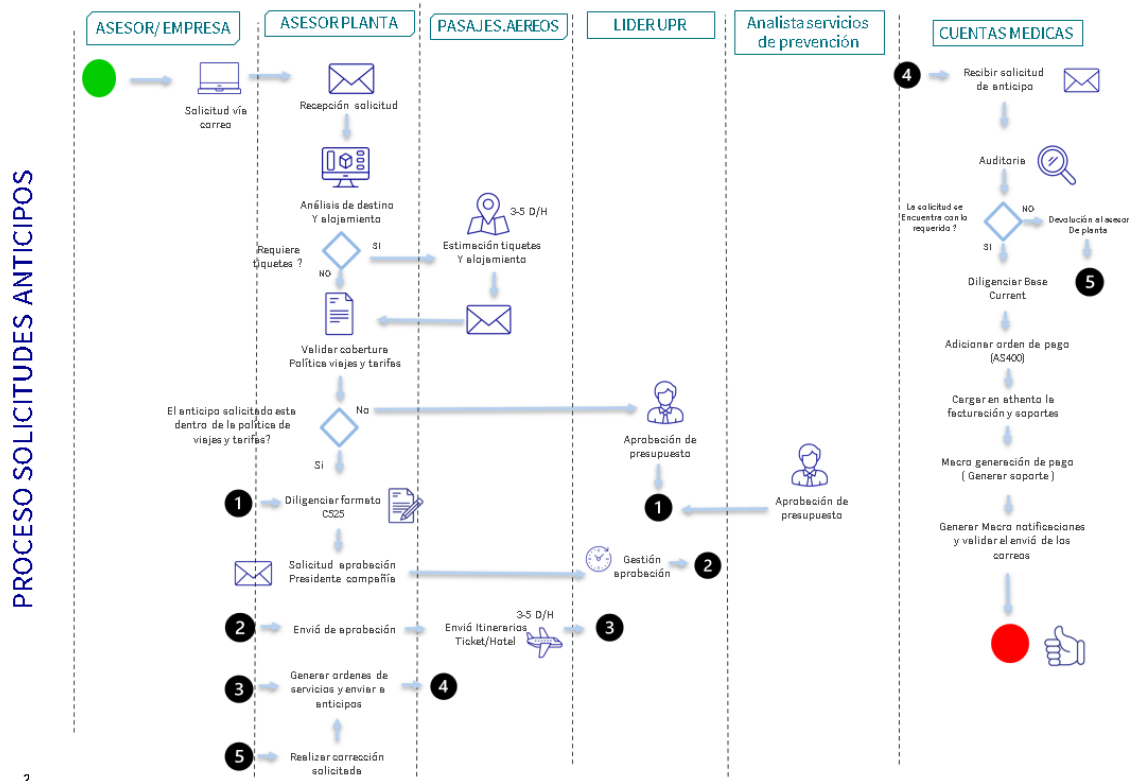 PROCESO SOLICITUDES ANTICIPOS
ASESOR/ EMPRESA
ASESOR PLANTA
PASAJES.AEREOS
LIDER UPR
Analista servicios
de prevención
CUENTAS MEDICAS
Solicitud vía
correo
Recepción solicitud
4
Recibir solicitud
de anticipo
Análisis de destino
Y alojamiento
3-5 D/H
Auditoria
Requiere
tiquetes ?
SI
NO
Estimación tiquetes
Y alojamiento
La solicitud se
Encuentra con lo
requerido ?
NO
SI
Devolución al asesor
De planta
5
Validar cobertura
Política viajes y tarifas
Diligenciar Base
Current
Adicionar orden de pago
(AS400)
El anticipo solicitado esta
dentro de la política de
viajes y tarifas?
No
Si
Aprobación de
presupuesto
Cargar en athento la
facturación y soportes
Macro generación de pago
( Generar soporte )
1
Diligenciar formato
C525
1
Aprobación de
presupuesto
Generar Macro notificaciones
y validar el envió de los
correos
Solicitud aprobación
Presidente compañía
Gestión
aprobación
2
2
Envió de aprobación
3-5 D/H
Envió Itinerarios
Ticket/Hotel
3
3
Generar ordenes de
servicios y enviar a
anticipos
4
5
Realizar corrección
solicitada
2